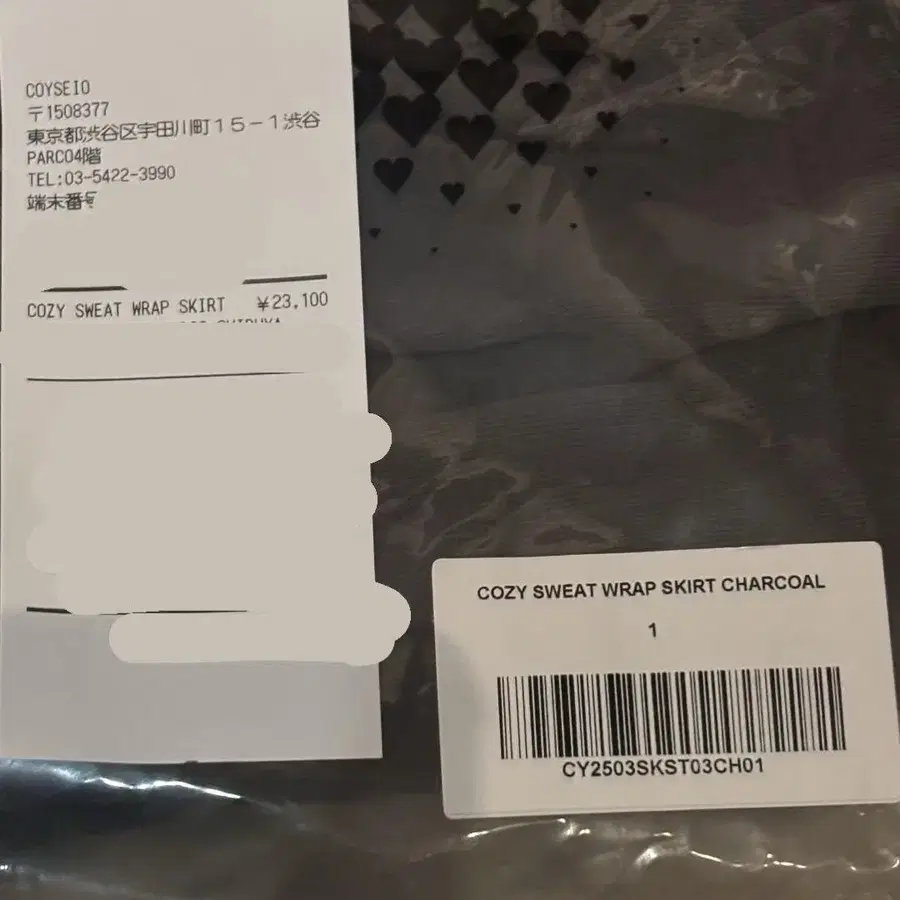 COYSEIO
〒1508377
東京都渋谷区宇田川町15-1渋谷
PARCO4階
TEL:03-5422-3990
端末番号
COZY SWEAT WRAP SKIRT ¥23,100
COZY SWEAT WRAP SKIRT CHARCOAL
1
CY2503SKST03CH01